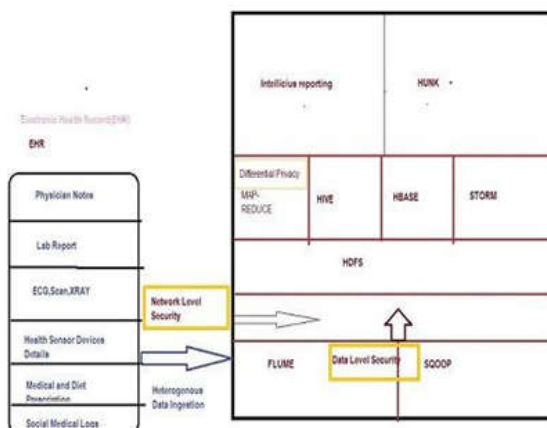 Intellicius reporting
HUNK
Electronic Health Record(EHR)
EHR
Differential Privacy
MAP-
REDUCE
HIVE
HBASE
STORM
Physician Notes
Lab Report
HDFS
ECG,Scan,XRAY
Network Level
Security
Health Sensor Devices
Details
FLUME
Data Level Security
SQOOP
Medical and Diet
Prescription
Heterogenous
Data Ingestion
Social Medical Logs